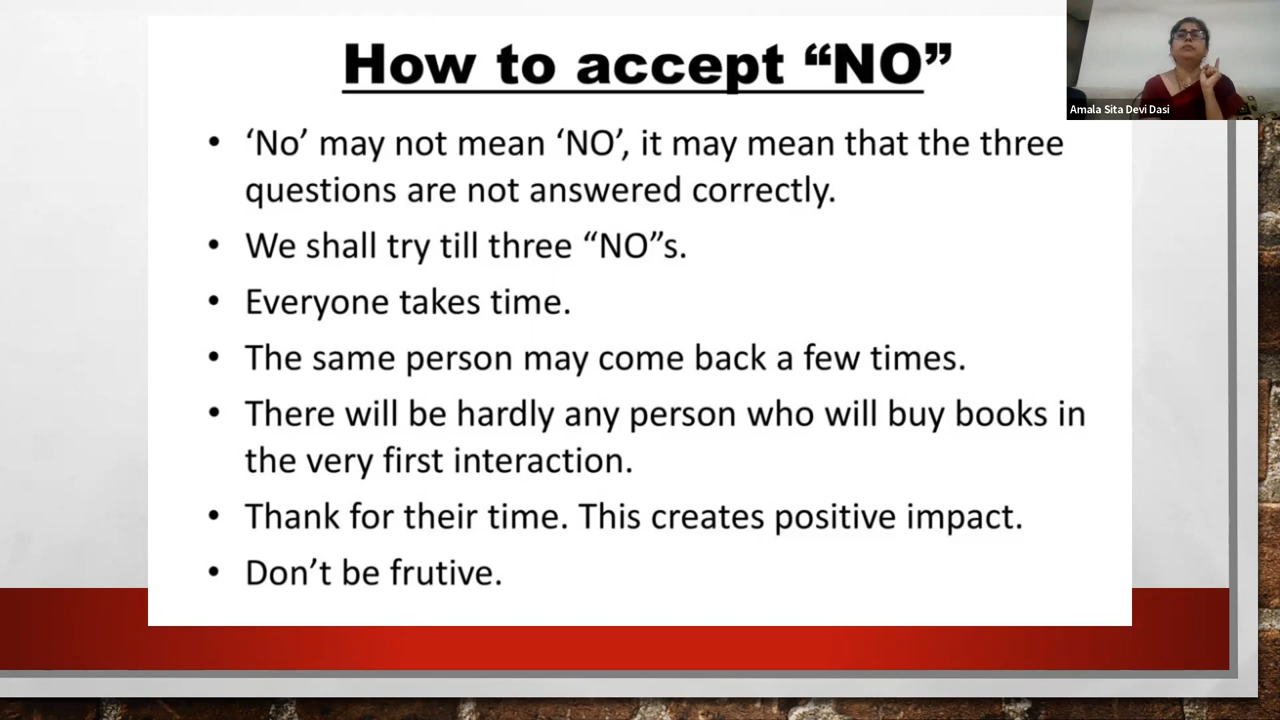 How to accept “NO”
Amala Sita Devi Dasi
• ‘No’ may not mean ‘NO’, it may mean that the three
questions are not answered correctly.
• We shall try till three “NO”s.
• Everyone takes time.
• The same person may come back a few times.
• There will be hardly any person who will buy books in
the very first interaction.
• Thank for their time. This creates positive impact.
• Don’t be frutive.